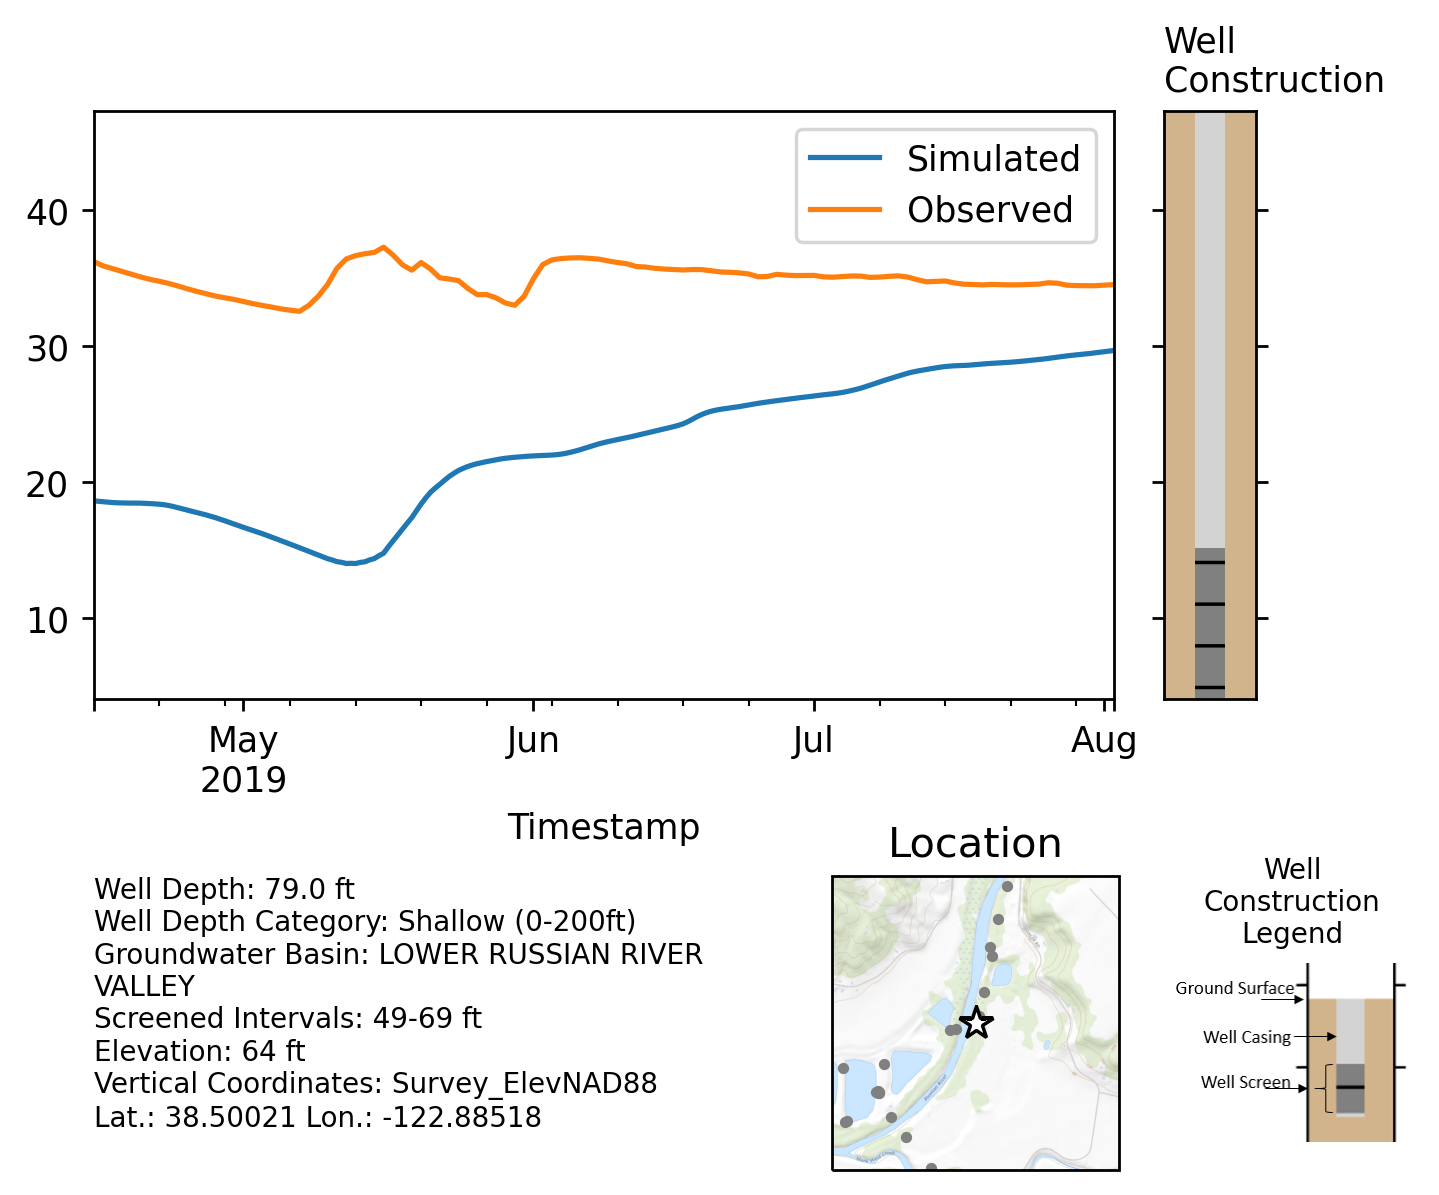 Well
Construction
Simulated
Observed
40
30
20
10
May
2019
Jun
Jul
Aug
Timestamp
Well Depth: 79.0 ft
Well Depth Category: Shallow (0-200ft)
Groundwater Basin: LOWER RUSSIAN RIVER
VALLEY
Screened Intervals: 49-69 ft
Elevation: 64 ft
Vertical Coordinates: Survey_ElevNAD88
Lat.: 38.50021 Lon.: -122.88518
Location
Well
Construction
Legend
Ground Surface
Well Casing
Well Screen